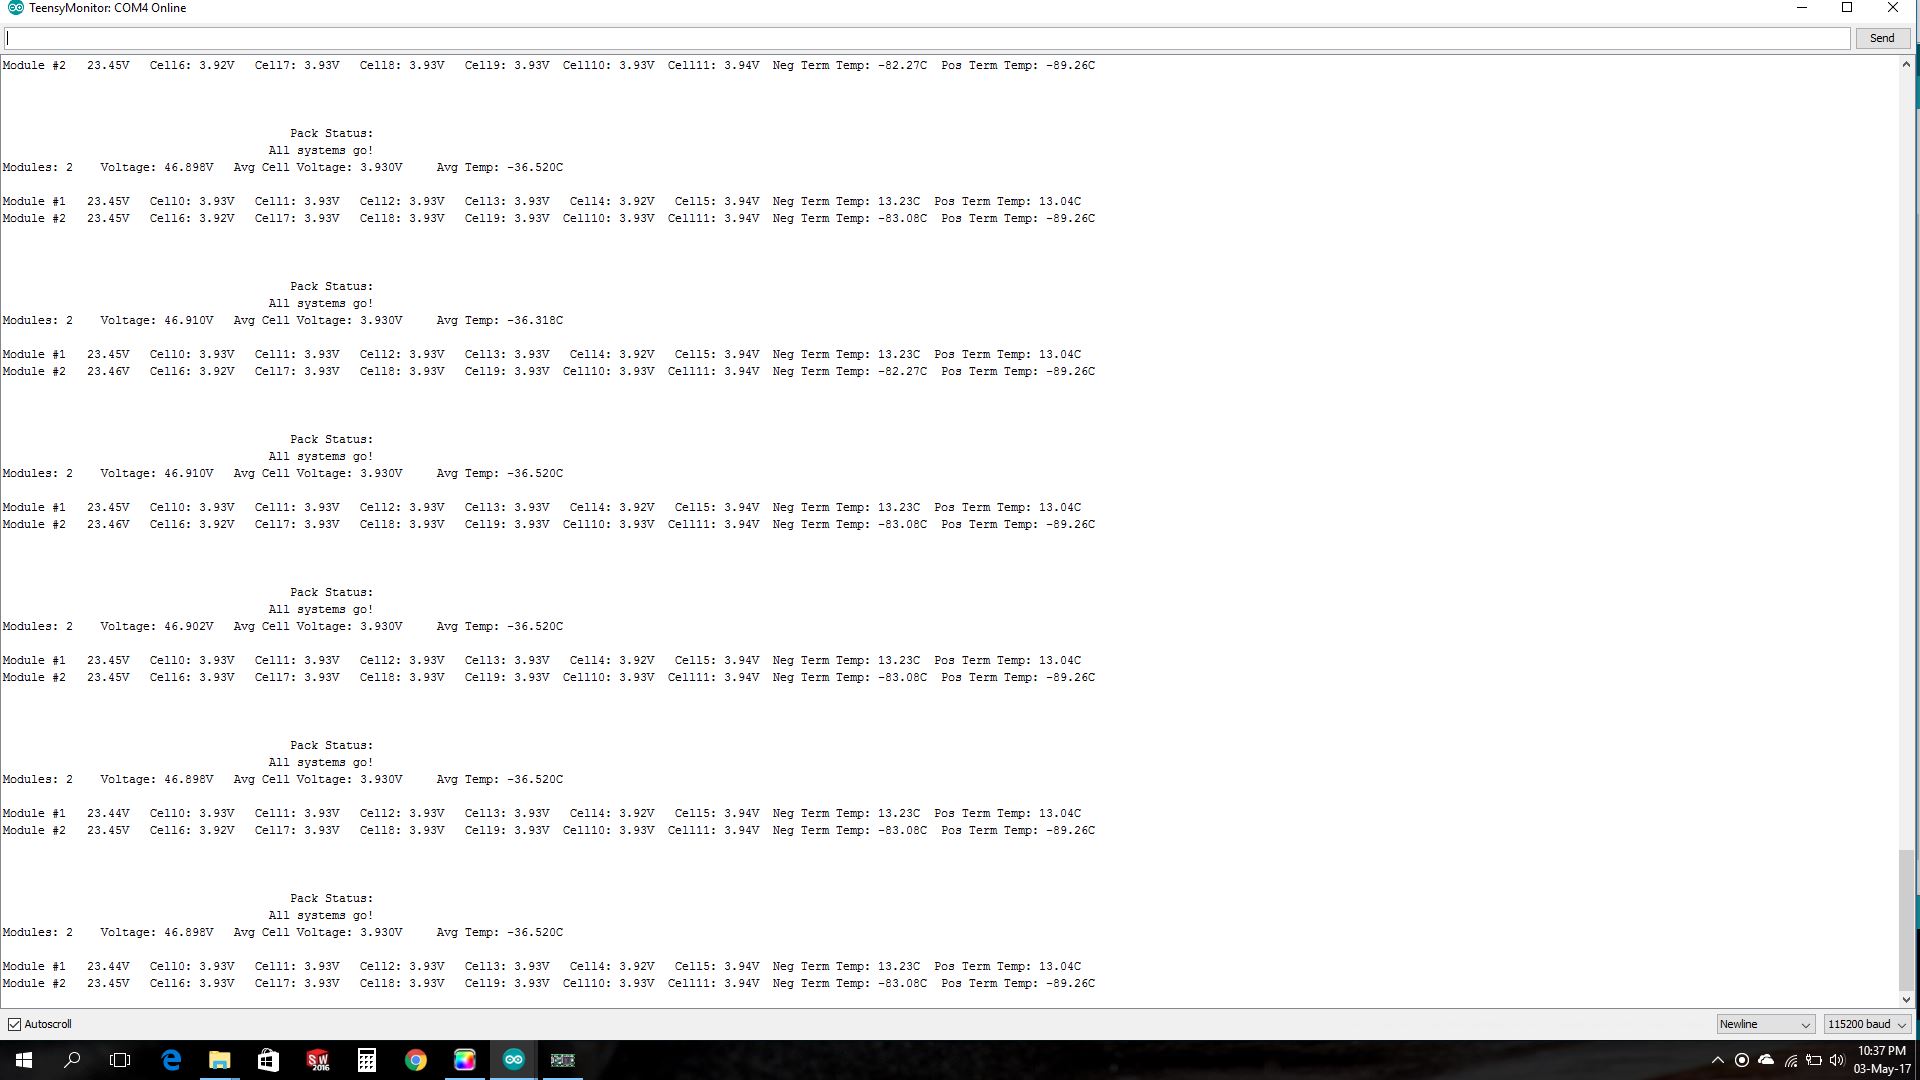 TeensyMonitor: COM4 Online
Send
Module #2 23.45V Cell6: 3.92V Cell7: 3.93V Cell8: 3.93V Cell9: 3.93V Cell10: 3.93V Cell11: 3.94V Neg Term Temp: -82.27C Pos Term Temp: -89.26C
Pack Status:
All systems go!
Modules: 2 Voltage: 46.898V Avg Cell Voltage: 3.930V Avg Temp: -36.520C
Module #1 23.45V Cell0: 3.93V Cell1: 3.93V Cell2: 3.93V Cell3: 3.93V Cell4: 3.92V Cell5: 3.94V Neg Term Temp: 13.23C Pos Term Temp: 13.04C
Module #2 23.45V Cell6: 3.92V Cell7: 3.93V Cell8: 3.93V Cell9: 3.93V Cell10: 3.93V Cell11: 3.94V Neg Term Temp: -83.08C Pos Term Temp: -89.26C
Pack Status:
All systems go!
Modules: 2 Voltage: 46.910V Avg Cell Voltage: 3.930V Avg Temp: -36.318C
Module #1 23.45V Cell0: 3.93V Cell1: 3.93V Cell2: 3.93V Cell3: 3.93V Cell4: 3.92V Cell5: 3.94V Neg Term Temp: 13.23C Pos Term Temp: 13.04C
Module #2 23.46V Cell6: 3.92V Cell7: 3.93V Cell8: 3.93V Cell9: 3.93V Cell10: 3.93V Cell11: 3.94V Neg Term Temp: -82.27C Pos Term Temp: -89.26C
Pack Status:
All systems go!
Modules: 2 Voltage: 46.910V Avg Cell Voltage: 3.930V Avg Temp: -36.520C
Module #1 23.45V Cell0: 3.93V Cell1: 3.93V Cell2: 3.93V Cell3: 3.93V Cell4: 3.92V Cell5: 3.94V Neg Term Temp: 13.23C Pos Term Temp: 13.04C
Module #2 23.46V Cell6: 3.92V Cell7: 3.93V Cell8: 3.93V Cell9: 3.93V Cell10: 3.93V Cell11: 3.94V Neg Term Temp: -83.08C Pos Term Temp: -89.26C
Pack Status:
All systems go!
Modules: 2 Voltage: 46.902V Avg Cell Voltage: 3.930V Avg Temp: -36.520C
Module #1 23.45V Cell0: 3.93V Cell1: 3.93V Cell2: 3.93V Cell3: 3.93V Cell4: 3.92V Cell5: 3.94V Neg Term Temp: 13.23C Pos Term Temp: 13.04C
Module #2 23.45V Cell6: 3.93V Cell7: 3.93V Cell8: 3.93V Cell9: 3.93V Cell10: 3.93V Cell11: 3.94V Neg Term Temp: -83.08C Pos Term Temp: -89.26C
Pack Status:
All systems go!
Modules: 2 Voltage: 46.898V Avg Cell Voltage: 3.930V Avg Temp: -36.520C
Module #1 23.44V Cell0: 3.93V Cell1: 3.93V Cell2: 3.93V Cell3: 3.93V Cell4: 3.92V Cell5: 3.94V Neg Term Temp: 13.23C Pos Term Temp: 13.04C
Module #2 23.45V Cell6: 3.92V Cell7: 3.93V Cell8: 3.93V Cell9: 3.93V Cell10: 3.93V Cell11: 3.94V Neg Term Temp: -83.08C Pos Term Temp: -89.26C
Pack Status:
All systems go!
Modules: 2 Voltage: 46.898V Avg Cell Voltage: 3.930V Avg Temp: -36.520C
Module #1 23.44V Cell0: 3.93V Cell1: 3.93V Cell2: 3.93V Cell3: 3.93V Cell4: 3.92V Cell5: 3.94V Neg Term Temp: 13.23C Pos Term Temp: 13.04C
Module #2 23.45V Cell6: 3.93V Cell7: 3.93V Cell8: 3.93V Cell9: 3.93V Cell10: 3.93V Cell11: 3.94V Neg Term Temp: -83.08C Pos Term Temp: -89.26C
Autoscroll Newline 115200 baud
SW 2016
10:37 PM
03-May-17